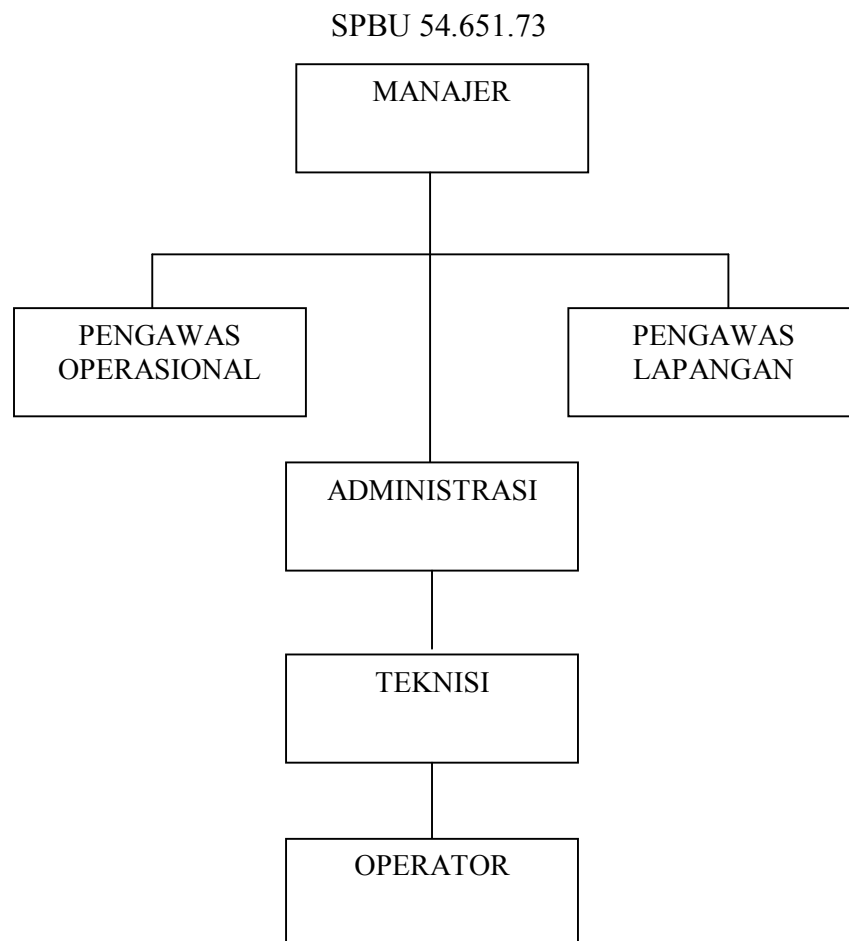 SPBU 54.651.73
MANAJER
PENGAWAS
OPERASIONAL
PENGAWAS
LAPANGAN
ADMINISTRASI
TEKNISI
OPERATOR